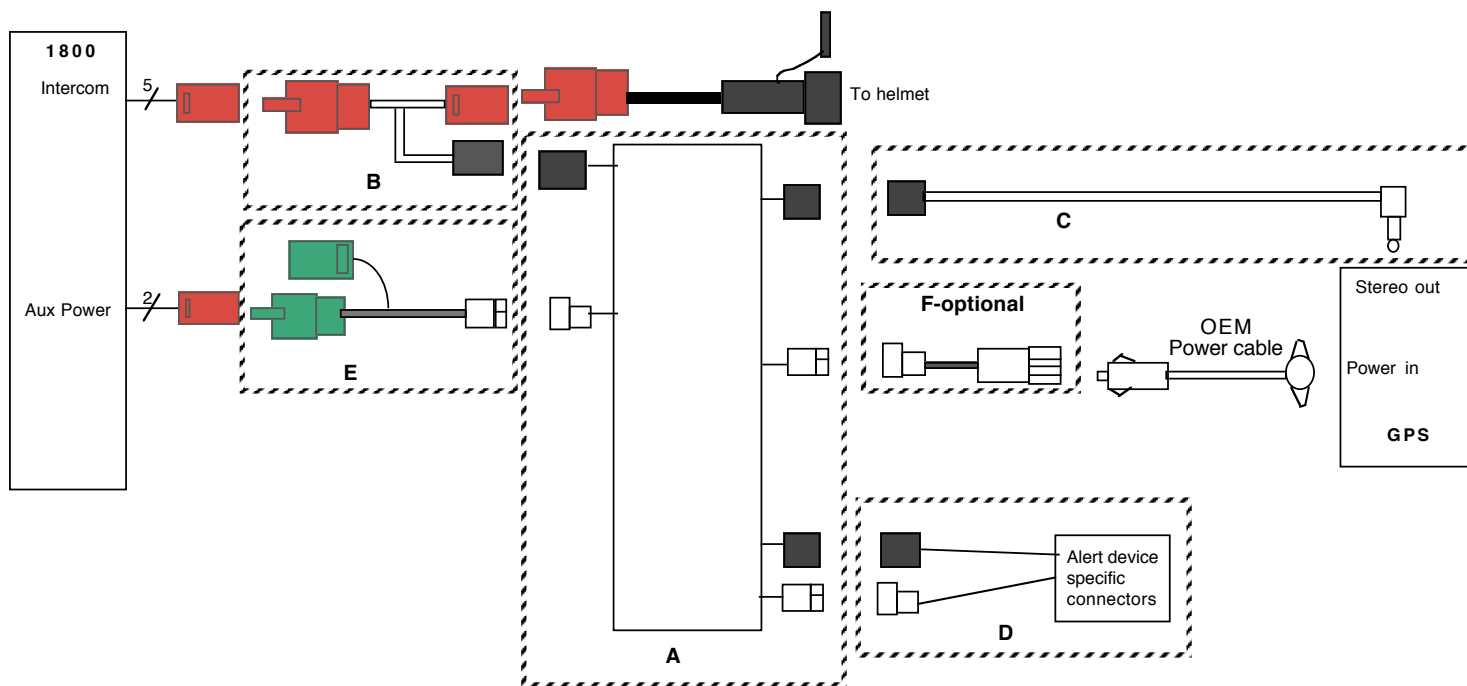 1800
Intercom
5
To helmet
B
C
Aux Power
2
E
F-optional
OEM
Power cable
Stereo out
Power in
GPS
Alert device
specific
connectors
D
A